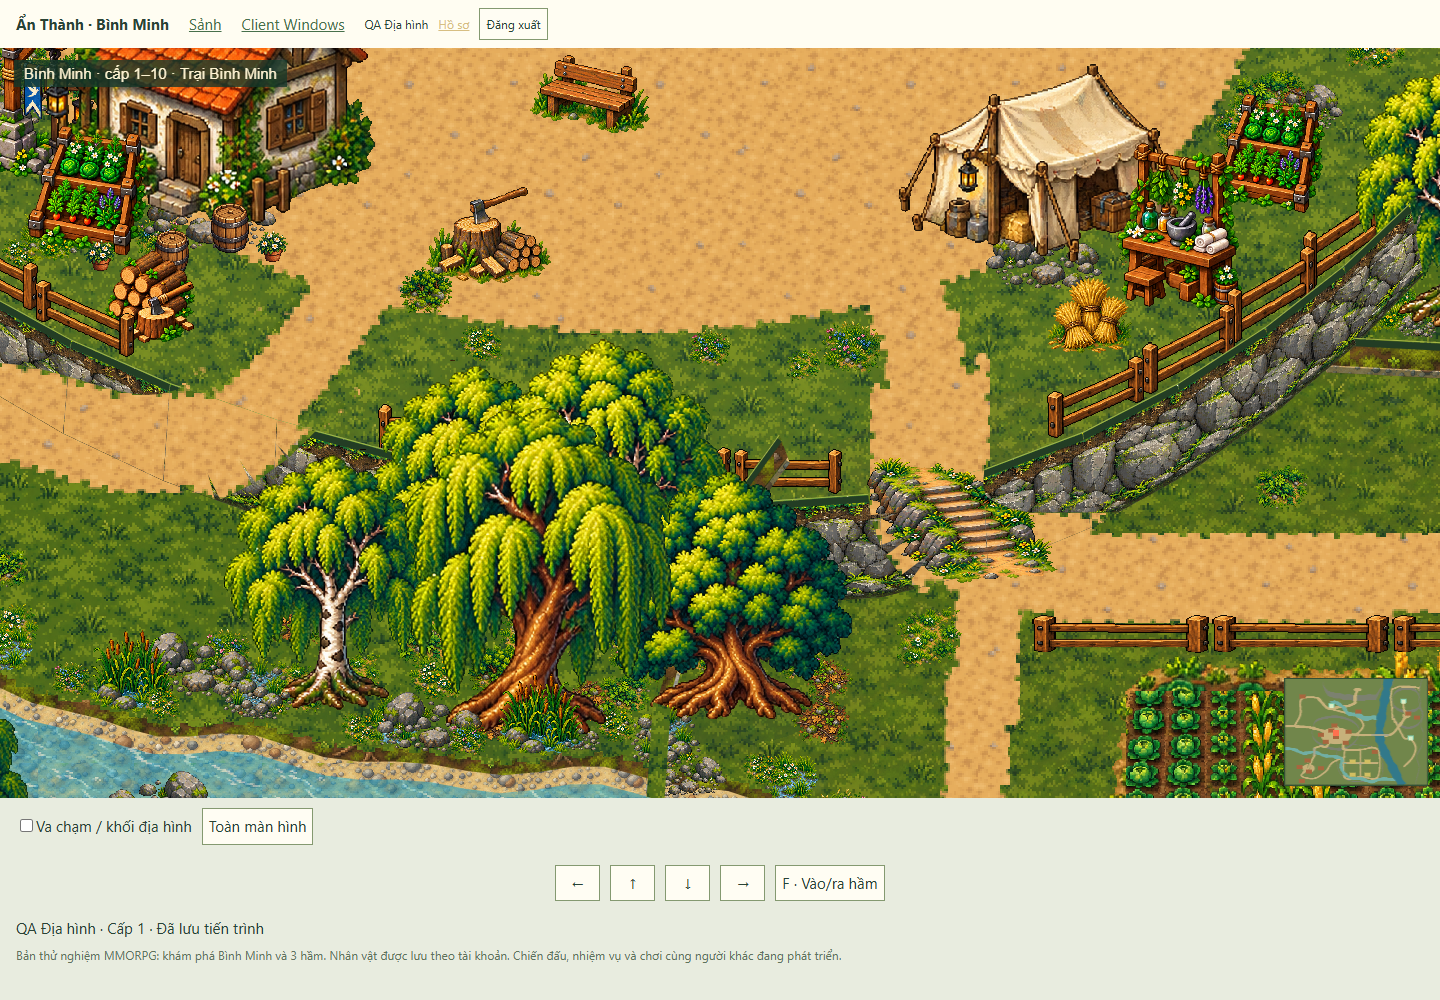 Ẩn Thành · Bình Minh Sảnh Client Windows QA Địa hình Hồ sơ Đăng xuất
Bình Minh · cấp 1–10 · Trại Bình Minh
Va chạm / khối địa hình Toàn màn hình
← ↑ ↓ → F · Vào/ra hầm
QA Địa hình · Cấp 1 · Đã lưu tiến trình
Bản thử nghiệm MMORPG: khám phá Bình Minh và 3 hầm. Nhân vật được lưu theo tài khoản. Chiến đấu, nhiệm vụ và chơi cùng người khác đang phát triển.